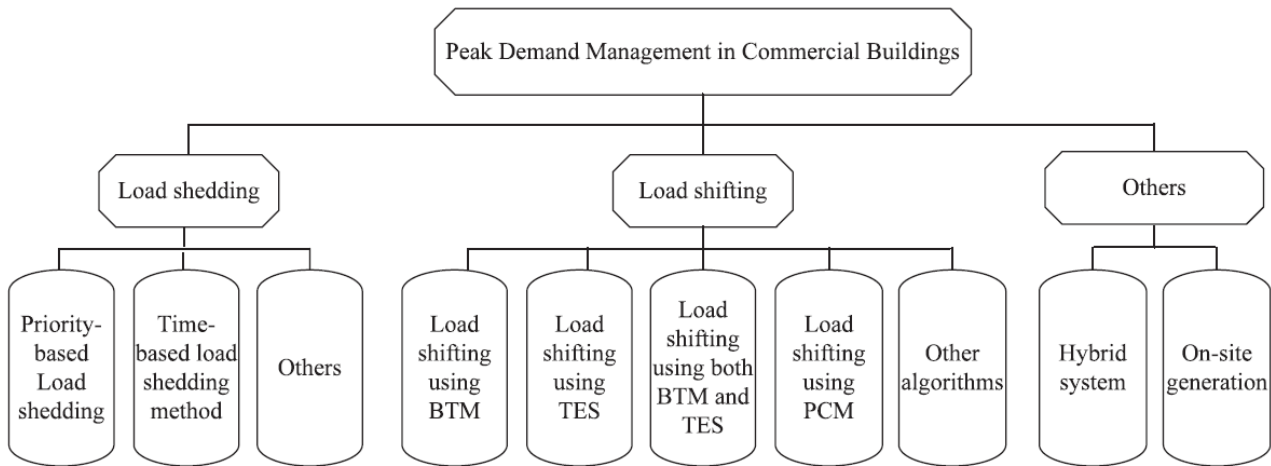 Peak Demand Management in Commercial Buildings
Load shedding
Load shifting
Others
Priority-
based
Load
shedding
Time-
based load
shedding
method
Others
Load
shifting
using
BTM
Load
shifting
using
TES
Load
shifting
using both
BTM and
TES
Load
shifting
using
PCM
Other
algorithms
Hybrid
system
On-site
generation